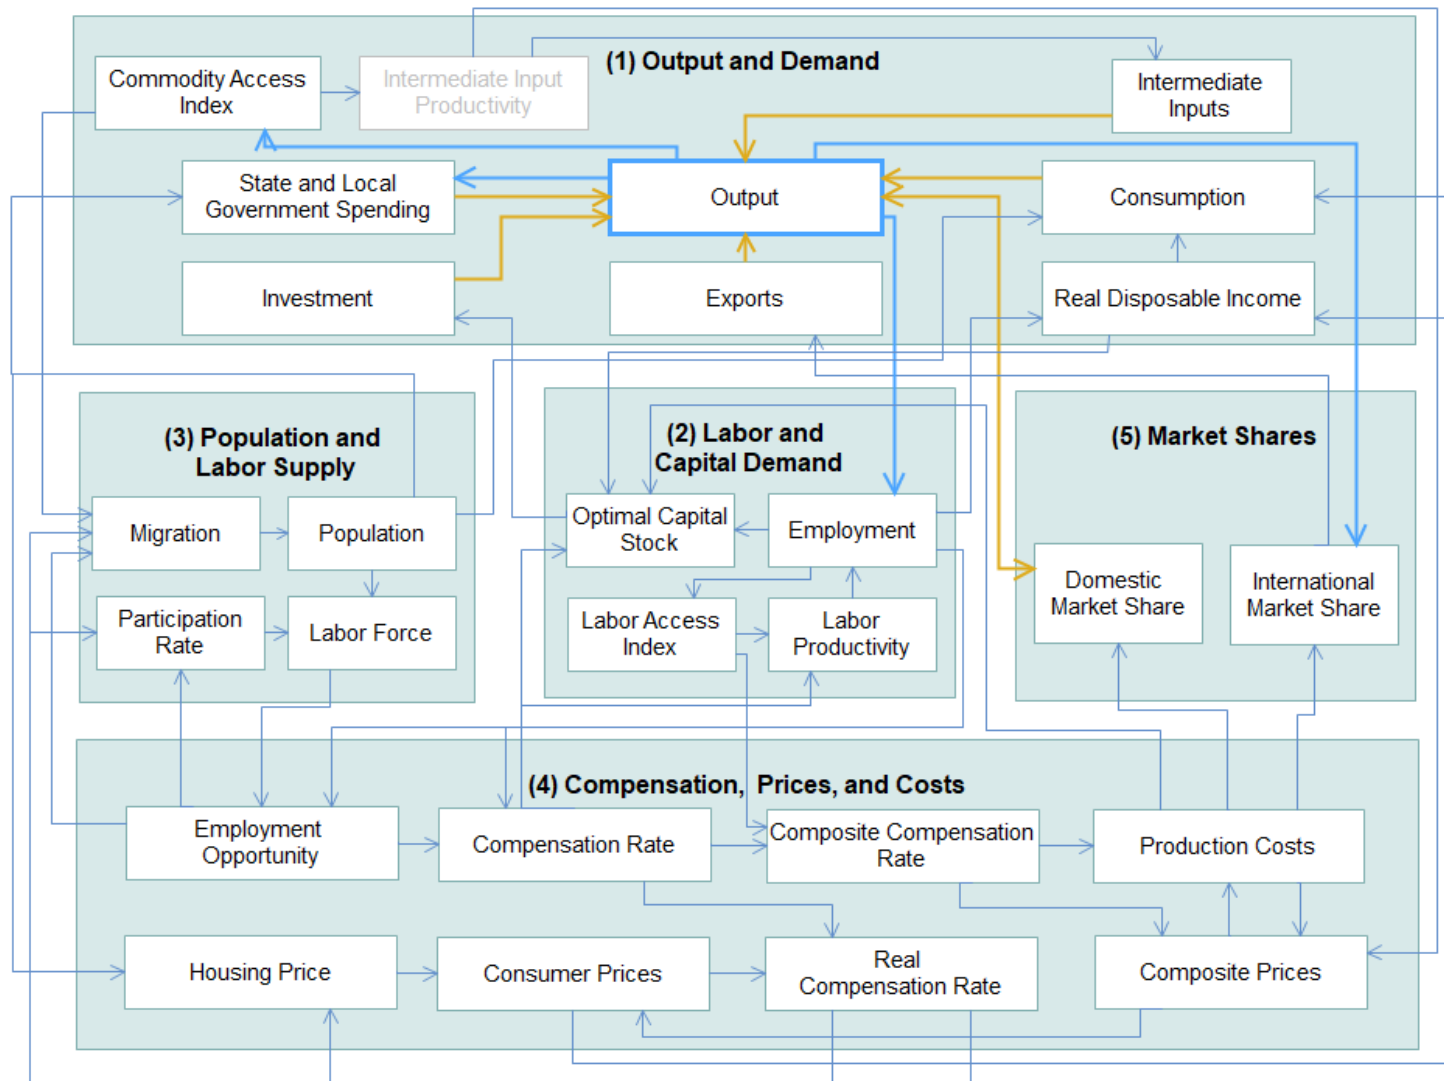 (1) Output and Demand
Commodity Access
Index
Intermediate Input
Productivity
Intermediate
Inputs
State and Local
Government Spending
Output
Consumption
Investment
Exports
Real Disposable Income
(3) Population and
Labor Supply
Migration
Population
Participation
Rate
Labor Force
(2) Labor and
Capital Demand
Optimal Capital
Stock
Employment
Labor Access
Index
Labor
Productivity
(5) Market Shares
Domestic
Market Share
International
Market Share
(4) Compensation, Prices, and Costs
Employment
Opportunity
Compensation Rate
Composite Compensation
Rate
Production Costs
Housing Price
Consumer Prices
Real
Compensation Rate
Composite Prices